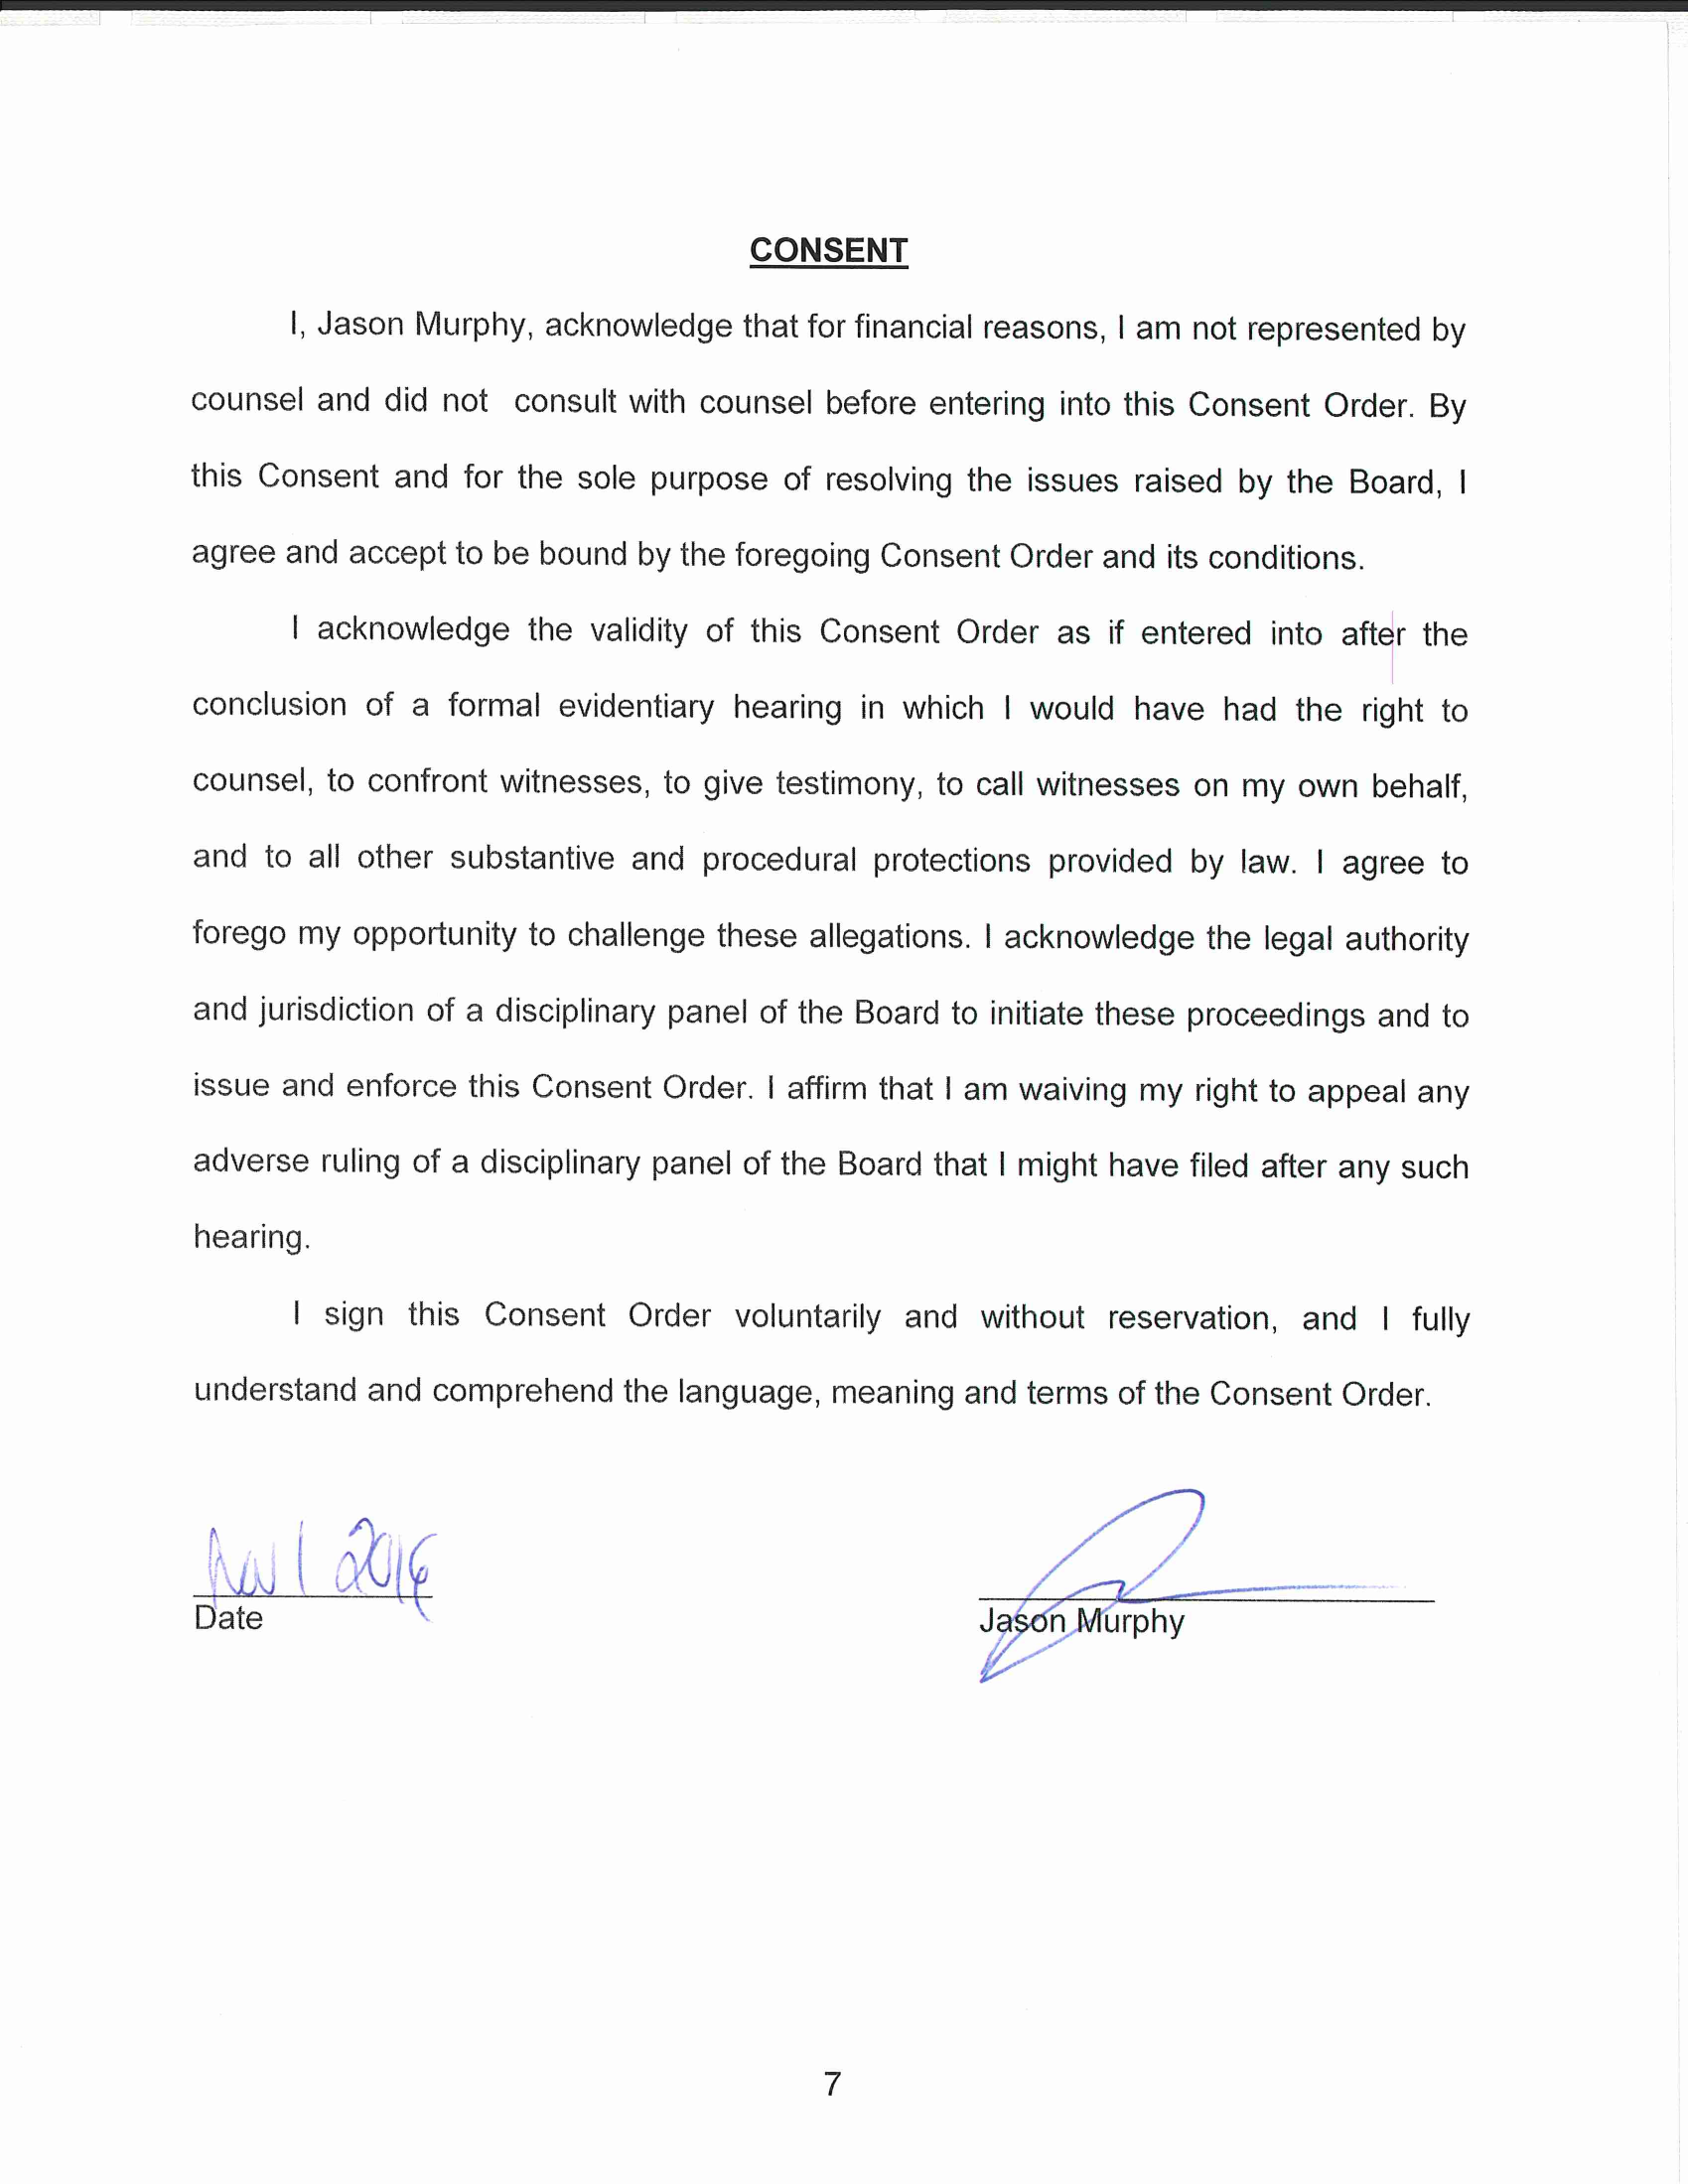 CONSENT
I, Jason Murphy, acknowledge that for financial reasons, I am not represented by
counsel and did not consult with counsel before entering into this Consent Order. By
this Consent and for the sole purpose of resolving the issues raised by the Board, I
agree and accept to be bound by the foregoing Consent Order and its conditions.
I acknowledge the validity of this Consent Order as if entered into after the
conclusion of a formal evidentiary hearing in which I would have had the right to
counsel, to confront witnesses, to give testimony, to call witnesses on my own behalf,
and to all other substantive and procedural protections provided by law. I agree to
forego my opportunity to challenge these allegations. I acknowledge the legal authority
and jurisdiction of a disciplinary panel of the Board to initiate these proceedings and to
issue and enforce this Consent Order. I affirm that I am waiving my right to appeal any
adverse ruling of a disciplinary panel of the Board that I might have filed after any such
hearing.
I sign this Consent Order voluntarily and without reservation, and I fully
understand and comprehend the language, meaning and terms of the Consent Order.
1 2016
Date
Jason Murphy
7